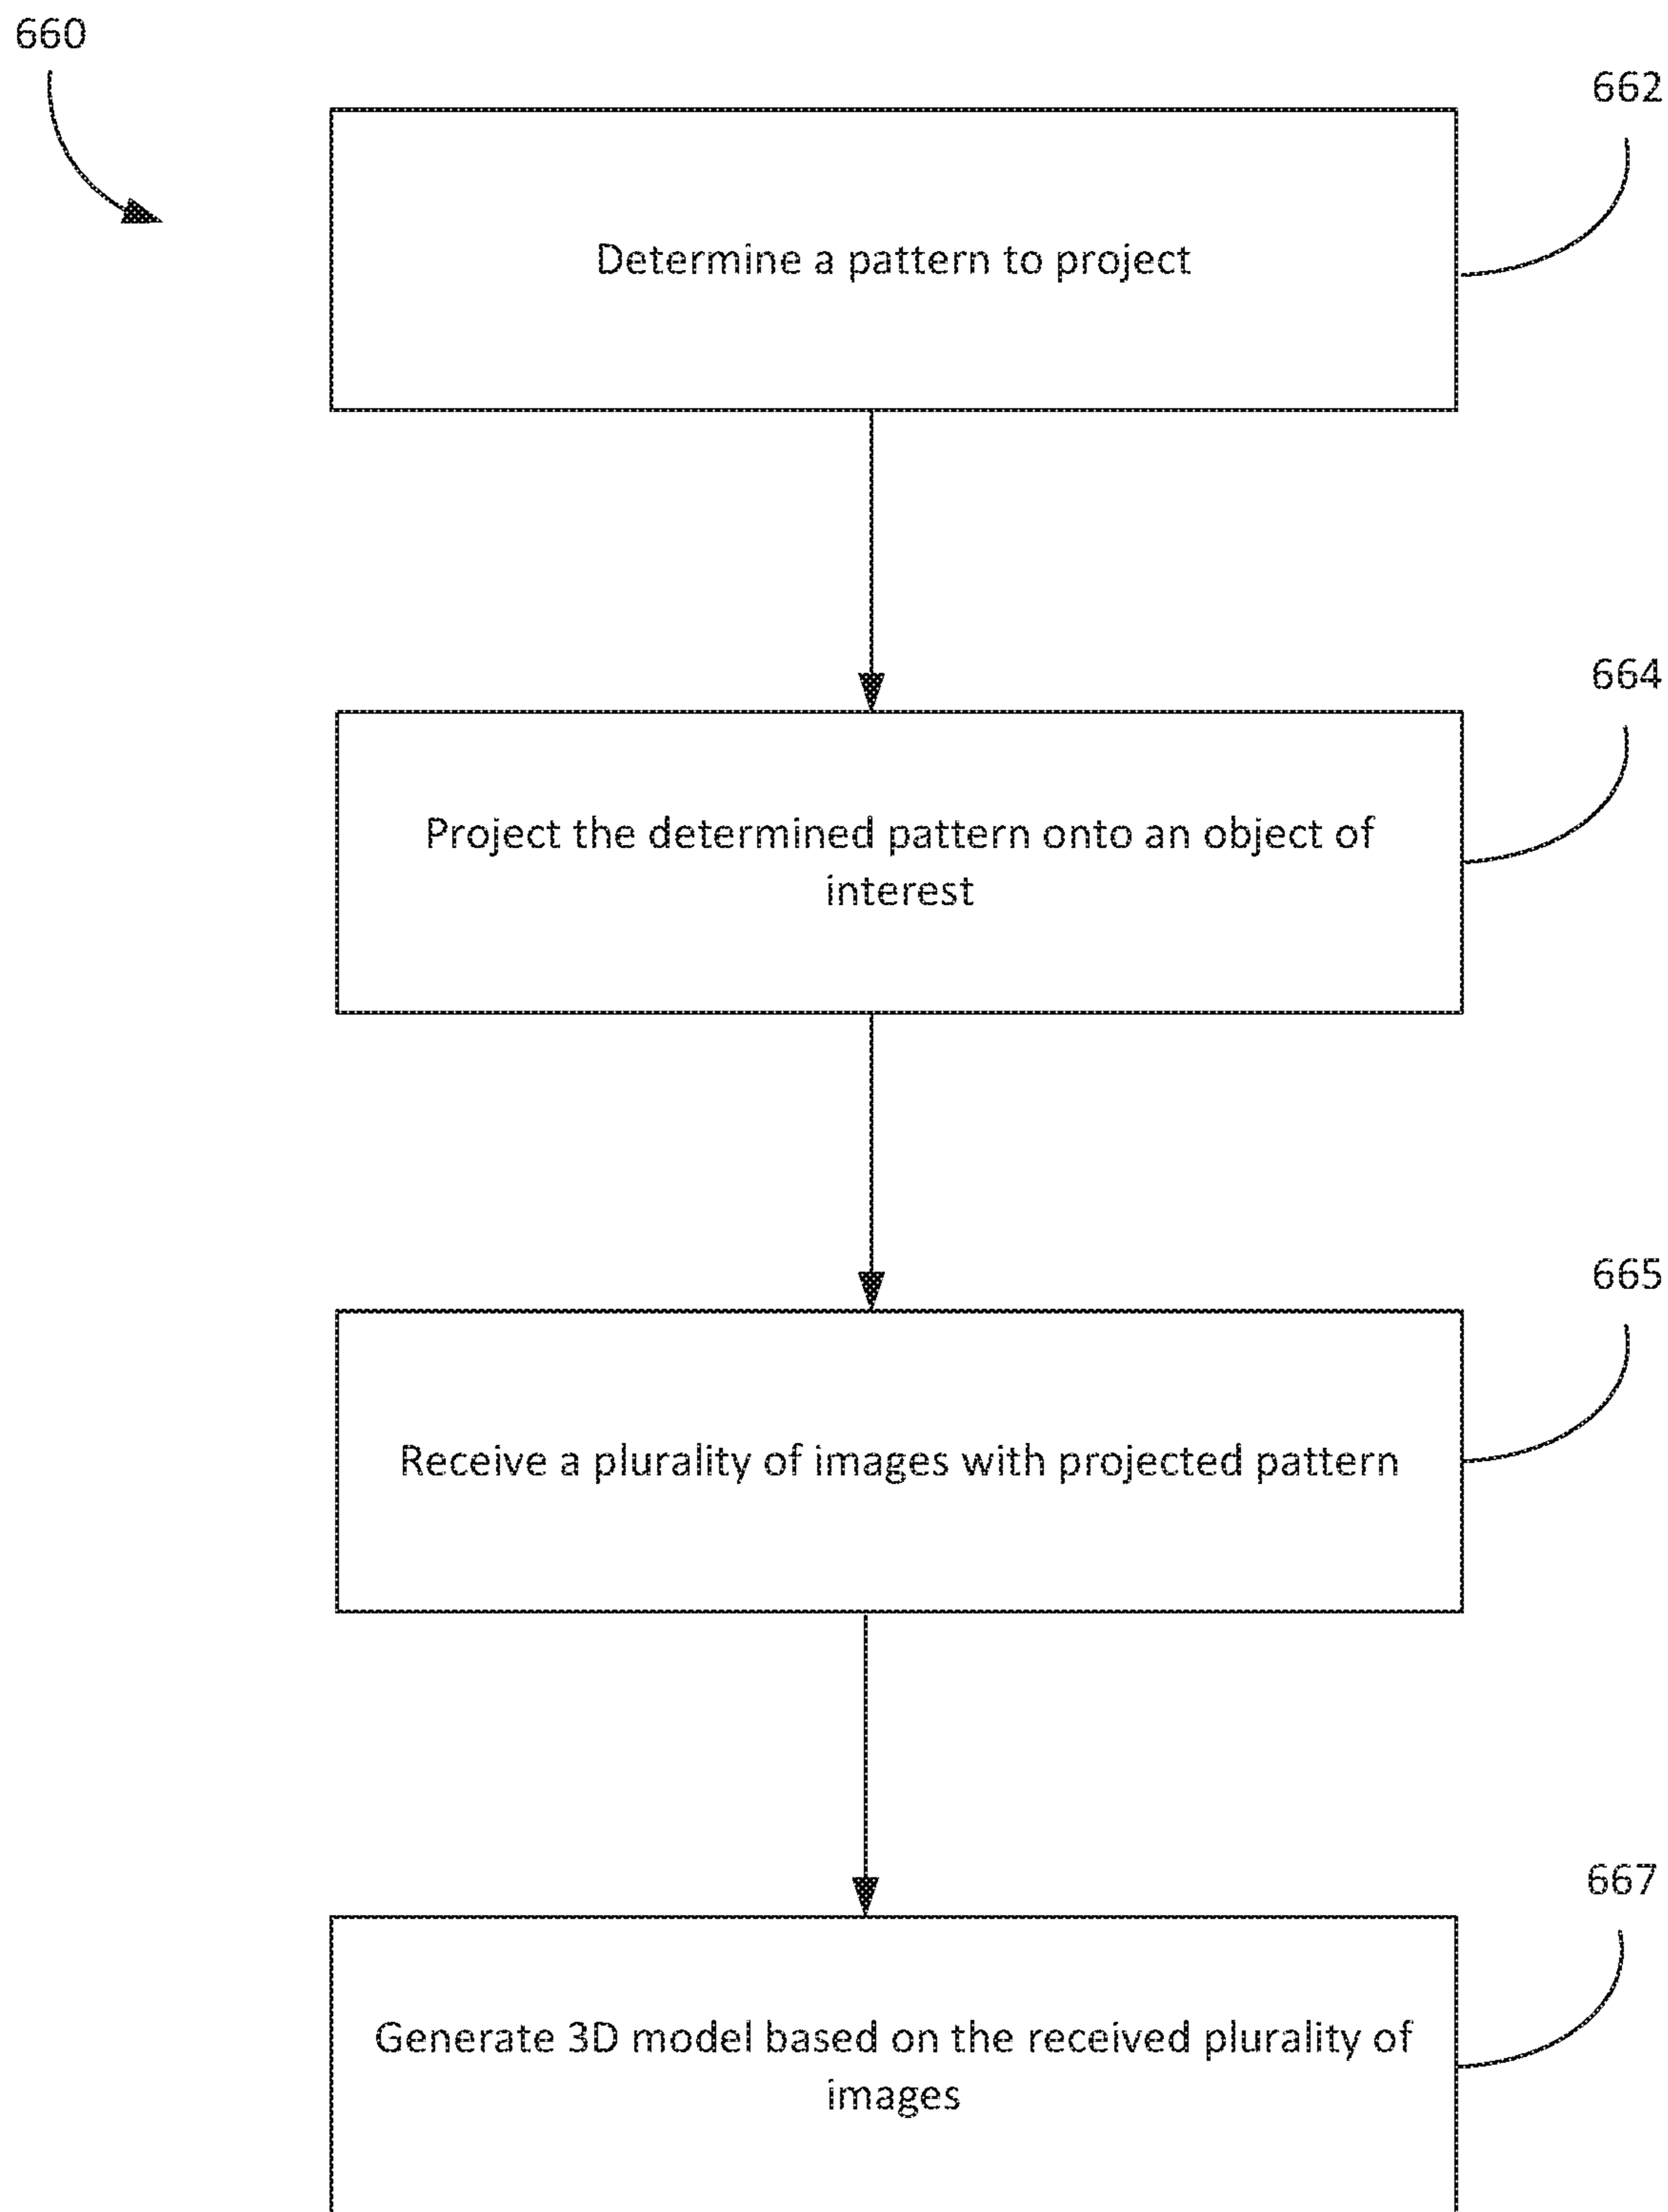 660
662
Determine a pattern to project
664
Project the determined pattern onto an object of
interest
665
Receive a plurality of images with projected pattern
667
Generate 3D model based on the received plurality of
images